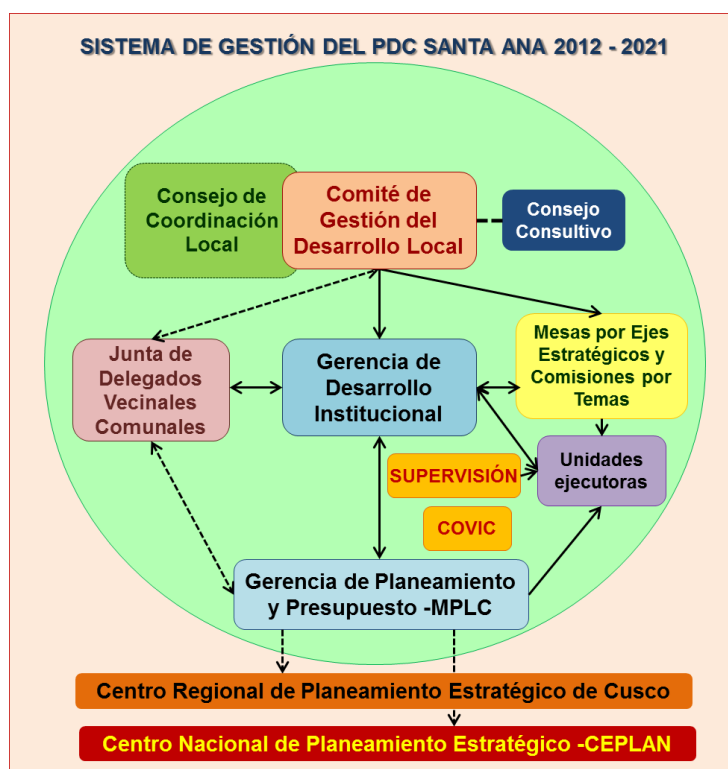 SISTEMA DE GESTIÓN DEL PDC SANTA ANA 2012 - 2021
Consejo de
Coordinación
Local
Comité de
Gestión del
Desarrollo Local
Consejo
Consultivo
Junta de
Delegados
Vecinales
Comunales
Gerencia de
Desarrollo
Institucional
Mesas por Ejes
Estratégicos y
Comisiones por
Temas
SUPERVISIÓN
Unidades
ejecutoras
COVIC
Gerencia de Planeamiento
y Presupuesto -MPLC
Centro Regional de Planeamiento Estratégico de Cusco
Centro Nacional de Planeamiento Estratégico -CEPLAN